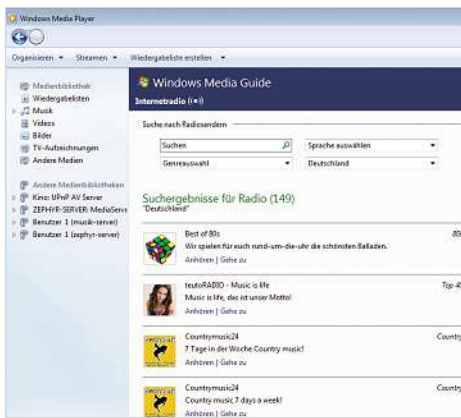 Windows Media Player
Organisieren Streamen Wiedergabeliste erstellen
Medienbibliothek
Wiedergabelisten
Musik
Videos
Bilder
TV-Aufzeichnungen
Andere Medien
Andere Medienbibliotheken
Kino: UPnP AV Server
ZEPHYR-SERVER: MediaServe
Benutzer 1 (musik-server)
Benutzer 1 (zephyr-server)
Windows Media Guide
Internetradio
Suche nach Radiosendern
Suchen Sprache auswählen
Genreauswahl Deutschland
Suchergebnisse für Radio (149)
"Deutschland"
Best of 80s 80s
Wir spielen für euch rund-um-die-uhr die schönsten Balladen.
Anhören | Gehe zu
teutoRADIO - Music is life Top 40
Music is life, das ist unser Motto!
Anhören | Gehe zu
Countrymusic24 Country
7 Tage in der Woche Country music!
Anhören | Gehe zu
Countrymusic24 Country
Country music 7 days a week!
Anhören | Gehe zu